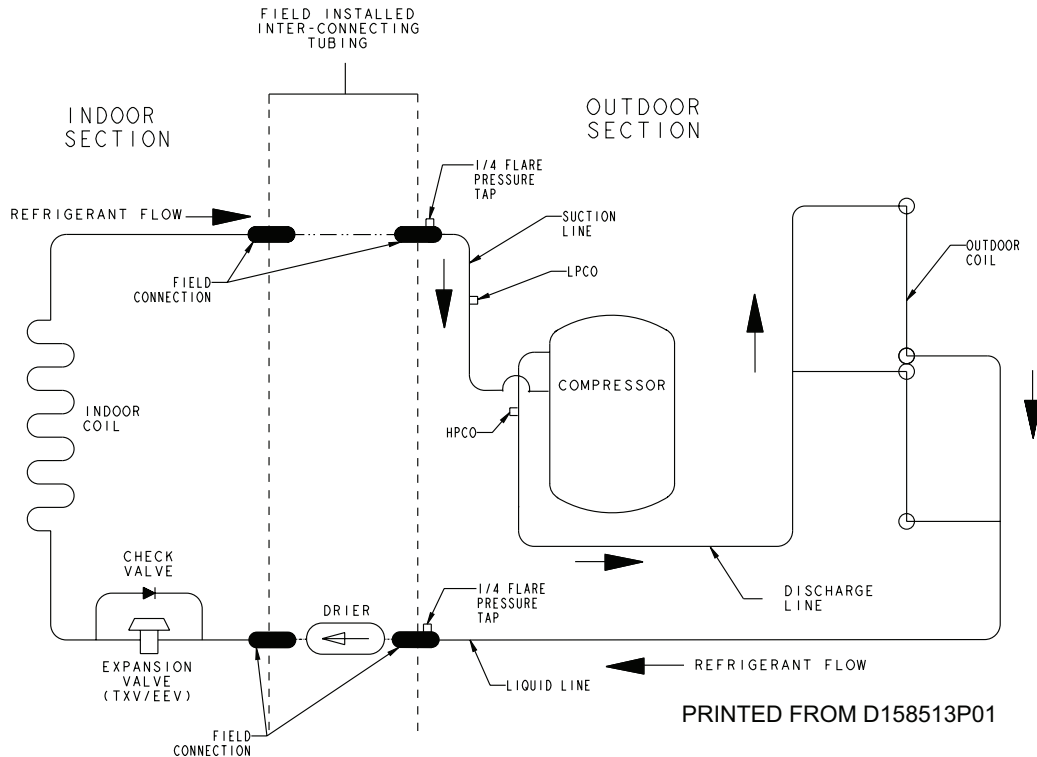 FIELD INSTALLED
INTER-CONNECTING
TUBING
INDOOR
SECTION
OUTDOOR
SECTION
1/4 FLARE
PRESSURE
TAP
REFRIGERANT FLOW
SUCTION
LINE
OUTDOOR
COIL
FIELD
CONNECTION
LPCO
COMPRESSOR
INDOOR
COIL
HPCO
CHECK
VALVE
1/4 FLARE
PRESSURE
TAP
DISCHARGE
LINE
DRIER
EXPANSION
VALVE
(TXV/EEV)
REFRIGERANT FLOW
LIQUID LINE
PRINTED FROM D158513P01
FIELD
CONNECTION